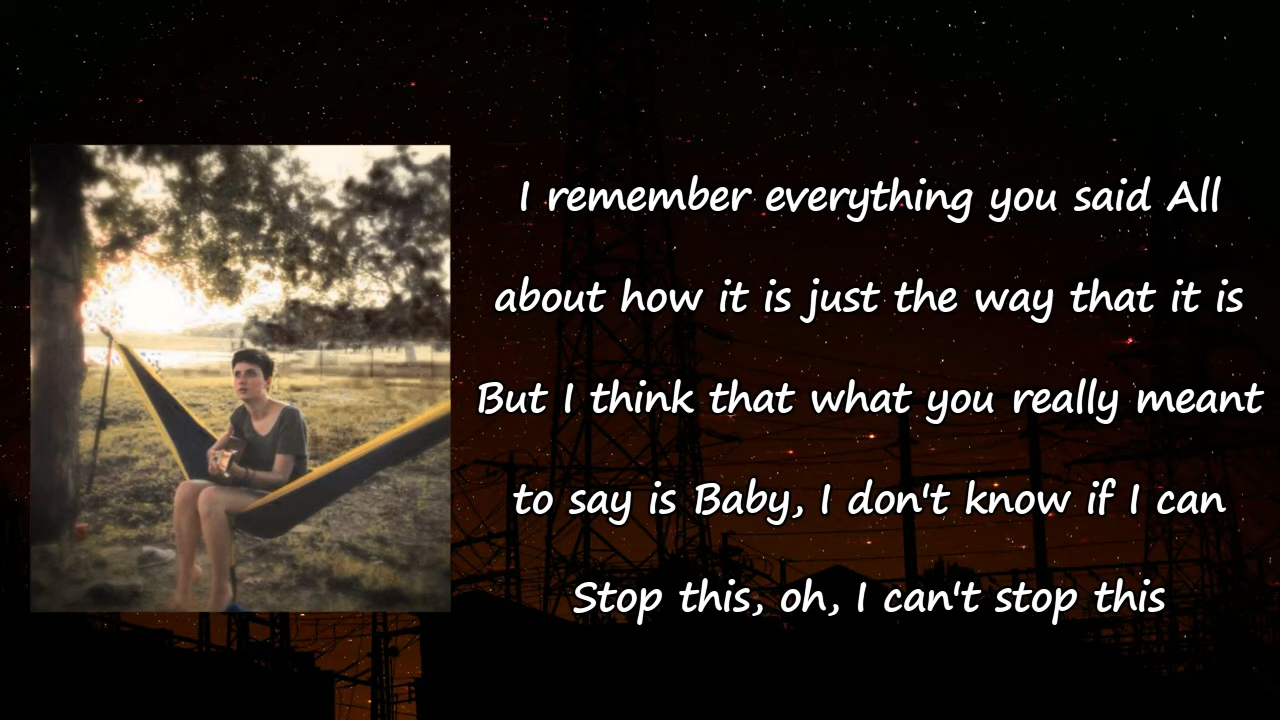 I remember everything you said All
about how it is just the way that it is
But I think that what you really meant
to say is Baby, I don't know if I can
Stop this, oh, I can't stop this